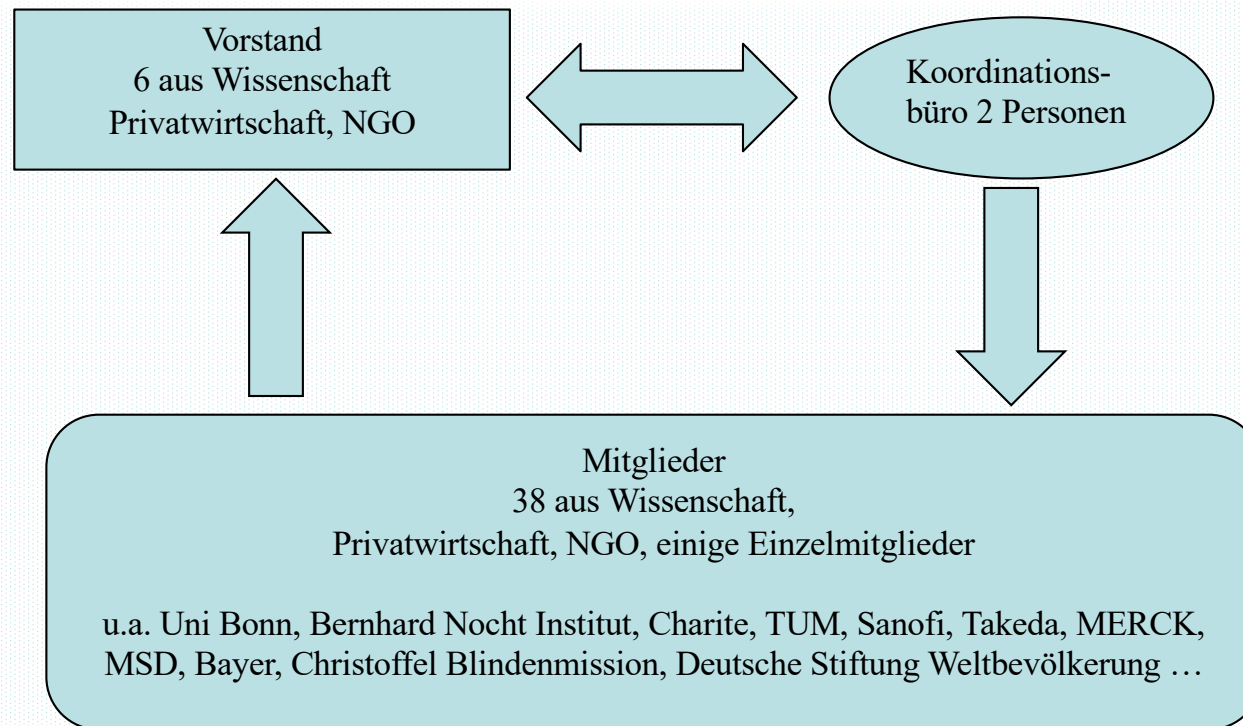 Vorstand
6 aus Wissenschaft
Privatwirtschaft, NGO
Koordinations-
büro 2 Personen
Mitglieder
38 aus Wissenschaft,
Privatwirtschaft, NGO, einige Einzelmitglieder
u.a. Uni Bonn, Bernhard Nocht Institut, Charite, TUM, Sanofi, Takeda, MERCK,
MSD, Bayer, Christoffel Blindenmission, Deutsche Stiftung Weltbevölkerung …